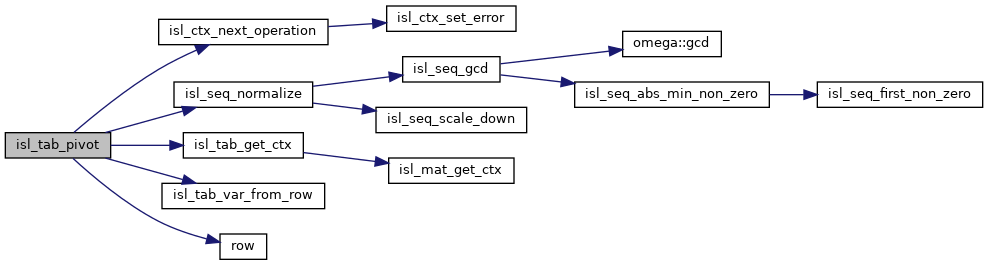 isl_tab_pivot
isl_ctx_next_operation
isl_ctx_set_error
isl_seq_normalize
isl_seq_gcd
omega::gcd
isl_seq_abs_min_non_zero
isl_seq_first_non_zero
isl_seq_scale_down
isl_tab_get_ctx
isl_mat_get_ctx
isl_tab_var_from_row
row